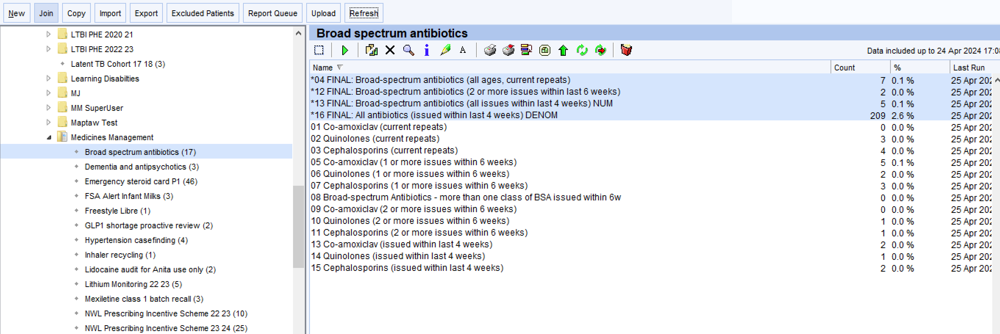 New Join Copy Import Export Excluded Patients Report Queue Upload Refresh
LTBI PHE 2020 21
LTBI PHE 2022 23
Latent TB Cohort 17 18 (3)
Learning Disabilties
MJ
MM SuperUser
Maptaw Test
Medicines Management
Broad spectrum antibiotics (17)
Dementia and antipsychotics (3)
Emergency steroid card P1 (46)
FSA Alert Infant Milks (3)
Freestyle Libre (1)
GLP1 shortage proactive review (2)
Hypertension casefinding (4)
Inhaler recycling (1)
Lidocaine audit for Anita use only (2)
Lithium Monitoring 22 23 (5)
Mexiletine class 1 batch recall (3)
NWL Prescribing Incentive Scheme 22 23 (10)
NWL Prescribing Incentive Scheme 23 24 (25)
Broad spectrum antibiotics
Data included up to 24 Apr 2024 17:0
Name Count % Last Run
*04 FINAL: Broad-spectrum antibiotics (all ages, current repeats) 7 0.1 % 25 Apr 202
*12 FINAL: Broad-spectrum antibiotics (2 or more issues within last 6 weeks) 2 0.0 % 25 Apr 202
*13 FINAL: Broad-spectrum antibiotics (all issues within last 4 weeks) NUM 5 0.1 % 25 Apr 202
*16 FINAL: All antibiotics (issued within last 4 weeks) DENOM 209 2.6 % 25 Apr 202
01 Co-amoxiclav (current repeats) 0 0.0 % 25 Apr 202
02 Quinolones (current repeats) 3 0.0 % 25 Apr 202
03 Cephalosporins (current repeats) 4 0.0 % 25 Apr 202
05 Co-amoxiclav (1 or more issues within 6 weeks) 5 0.1 % 25 Apr 202
06 Quinolones (1 or more issues within 6 weeks) 2 0.0 % 25 Apr 202
07 Cephalosporins (1 or more issues within 6 weeks) 3 0.0 % 25 Apr 202
08 Broad-spectrum Antibiotics - more than one class of BSA issued within 6w 0 0.0 % 25 Apr 202
09 Co-amoxiclav (2 or more issues within 6 weeks) 0 0.0 % 25 Apr 202
10 Quinolones (2 or more issues within 6 weeks) 1 0.0 % 25 Apr 202
11 Cephalosporins (2 or more issues within 6 weeks) 1 0.0 % 25 Apr 202
13 Co-amoxiclav (issued within last 4 weeks) 2 0.0 % 25 Apr 202
14 Quinolones (issued within last 4 weeks) 1 0.0 % 25 Apr 202
15 Cephalosporins (issued within last 4 weeks) 2 0.0 % 25 Apr 202